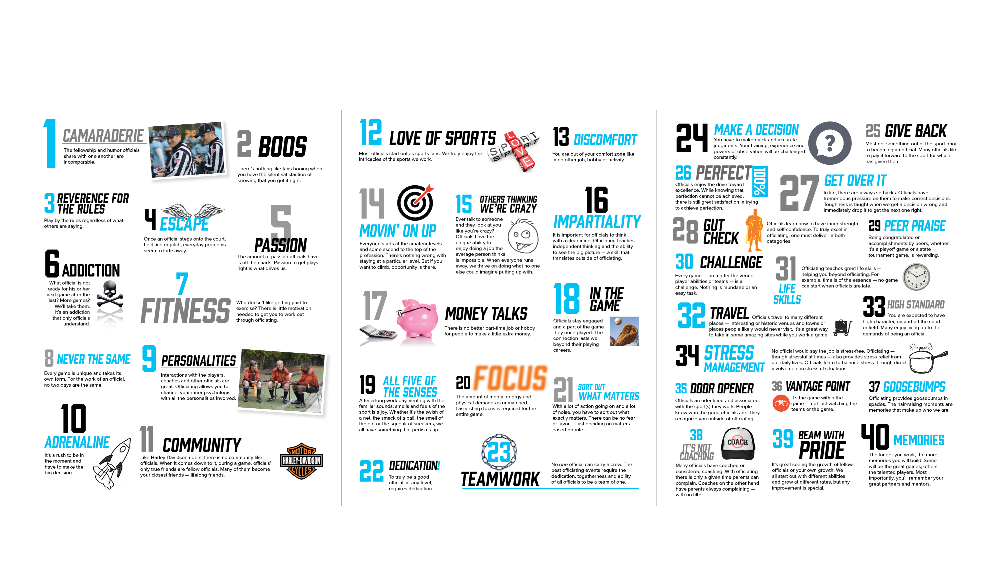 1
CAMARADERIE
The fellowship and humor officials
share with one another are
incomparable.
2 BOOS
There's nothing like fans booing when
you have the silent satisfaction of
knowing that you got it right.
3 REVERENCE FOR
THE RULES
Play by the rules regardless of what
others are saying.
4 ESCAPE
Once an official steps onto the court,
field, ice or pitch, everyday problems
seem to fade away.
5
PASSION
The amount of passion officials have
is off the charts. Passion to get plays
right is what drives us.
6 ADDICTION
What official is not
ready for his or her
next game after the
last? More games?
We'll take them.
It's an addiction
that only officials
understand.
7
FITNESS
Who doesn't like getting paid to
exercise? There is little motivation
needed to get you to work out
through officiating.
8 NEVER THE SAME
Every game is unique and takes its
own form. For the work of an official,
no two days are the same.
9 PERSONALITIES
Interactions with the players,
coaches and other officials are
great. Officiating allows you to
channel your inner psychologist
with all the personalities involved.
10
ADRENALINE
It's a rush to be in
the moment and
have to make the
big decision.
11 COMMUNITY
Like Harley Davidson riders, there is no community like
officials. When it comes down to it, during a game, officials'
only true friends are fellow officials. Many of them become
your closest friends — lifelong friends.
MOTOR
HARLEY-DAVIDSON
CYCLES
12 LOVE OF SPORTS
Most officials start out as sports fans. We truly enjoy the
intricacies of the sports we work.
SPORT
LOVE
13 DISCOMFORT
You are out of your comfort zone like
in no other job, hobby or activity.
14
MOVIN' ON UP
Everyone starts at the amateur levels
and some ascend to the top of the
profession. There's nothing wrong with
staying at a particular level. But if you
want to climb, opportunity is there.
15 OTHERS THINKING
WE'RE CRAZY
Ever talk to someone
and they look at you
like you're crazy?
Officials have the
unique ability to
enjoy doing a job the
average person thinks
is impossible. When everyone runs
away, we thrive on doing what no one
else could imagine putting up with.
16
IMPARTIALITY
It is important for officials to think
with a clear mind. Officiating teaches
independent thinking and the ability
to see the big picture — a skill that
translates outside of officiating.
17
MONEY TALKS
There is no better part-time job or hobby
for people to make a little extra money.
18 IN THE
GAME
Officials stay engaged
and a part of the game
they once played. The
connection lasts well
beyond their playing
careers.
19 ALL FIVE OF
THE SENSES
After a long work day, venting with the
familiar sounds, smells and feels of the
sport is a joy. Whether it's the swish of
a net, the smack of a ball, the smell of
the dirt or the squeak of sneakers, we
all have something that perks us up.
20 FOCUS
The amount of mental energy and
physical demands is unmatched.
Laser-sharp focus is required for the
entire game.
21 SORT OUT
WHAT MATTERS
With a lot of action going on and a lot
of noise, you have to sort out what
exactly matters. There can be no fear
or favor — just deciding on matters
based on rule.
22 DEDICATION!
To truly be a good
official, at any level,
requires dedication.
23
TEAMWORK
No one official can carry a crew. The
best officiating events require the
dedication, togetherness and ability
of all officials to be a team of one.
24 MAKE A DECISION
You have to make quick and accurate
judgments. Your training, experience and
powers of observation will be challenged
constantly.
?
25 GIVE BACK
Most get something out of the sport prior
to becoming an official. Many officials like
to pay it forward to the sport for what it
has given them.
26 PERFECT
100%
Officials enjoy the drive toward
excellence. While knowing that
perfection cannot be achieved,
there is still great satisfaction in trying
to achieve perfection.
27 GET OVER IT
In life, there are always setbacks. Officials have
tremendous pressure on them to make correct decisions.
Toughness is taught when we get a decision wrong and
immediately drop it to get the next one right.
28 GUT
CHECK
Officials learn how to have inner strength
and self-confidence. To truly excel in
officiating, one must deliver in both
categories.
29 PEER PRAISE
Being congratulated on
accomplishments by peers, whether
it's a playoff game or a state
tournament game, is rewarding.
30 CHALLENGE
Every game — no matter the venue,
player abilities or teams — is a
challenge. Nothing is mundane or an
easy task.
31
LIFE
SKILLS
Officiating teaches great life skills —
helping you beyond officiating. For
example, time is of the essence — no game
can start when officials are late.
32 TRAVEL Officials travel to many different
places — interesting or historic venues and towns or
places people likely would never visit. It's a great way
to take in some amazing sites while you work a game.
33 HIGH STANDARD
You are expected to have
high character, on and off the court
or field. Many enjoy living up to the
demands of being an official.
34 STRESS
MANAGEMENT
No official would say the job is stress-free. Officiating —
though stressful at times — also provides stress relief from
our daily lives. Officials learn to balance stress through direct
involvement in stressful situations.
35 DOOR OPENER
Officials are identified and associated
with the sport(s) they work. People
know who the good officials are. They
recognize you outside of officiating.
36 VANTAGE POINT
It's the game within the
game — not just watching the
teams or the game.
37 GOOSEBUMPS
Officiating provides goosebumps in
spades. The hair-raising moments are
memories that make up who we are.
38
IT'S NOT
COACHING
COACH
Many officials have coached or
considered coaching. With officiating
there is only a given time parents can
complain. Coaches on the other hand
have parents always complaining —
with no filter.
39 BEAM WITH
PRIDE
It's great seeing the growth of fellow
officials or your own growth. We
all start out with different abilities
and grow at different rates, but any
improvement is special.
40 MEMORIES
The longer you work, the more
memories you will build. Some
will be the great games; others
the talented players. Most
importantly, you'll remember your
great partners and mentors.